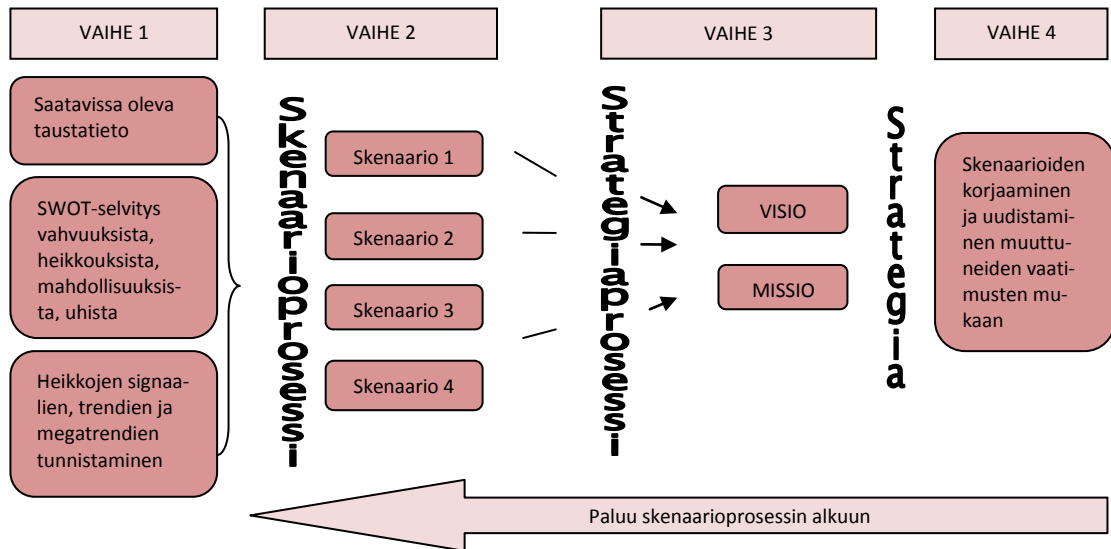 VAIHE 1
VAIHE 2
VAIHE 3
VAIHE 4
Saatavissa oleva
taustatieto
SWOT-selvitys
vahvuuksista,
heikkouksista,
mahdollisuuksis-
ta, uhista
Heikkojen signaa-
lien, trendien ja
megatrendien
tunnistaminen
Skenaarioprosessi
Skenaario 1
Skenaario 2
Skenaario 3
Skenaario 4
Strategiaprosessi
VISIO
MISSIO
Strategia
Skenaarioiden
korjaaminen
ja uudistami-
nen muuttu-
neiden vaati-
musten mu-
kaan
Paluu skenaarioprosessin alkuun